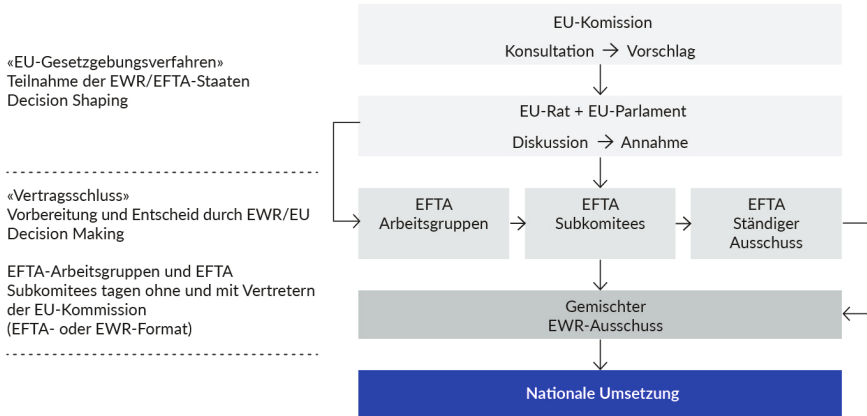 «EU-Gesetzgebungsverfahren»
Teilnahme der EWR/EFTA-Staaten
Decision Shaping
«Vertragsschluss»
Vorbereitung und Entscheid durch EWR/EU
Decision Making
EFTA-Arbeitsgruppen und EFTA
Subkomitees tagen ohne und mit Vertretern
der EU-Kommission
(EFTA- oder EWR-Format)
EU-Komission
Konsultation → Vorschlag
EU-Rat + EU-Parlament
Diskussion → Annahme
EFTA
Arbeitsgruppen
EFTA
Subkomitees
EFTA
Ständiger
Ausschuss
Gemischter
EWR-Ausschuss
Nationale Umsetzung